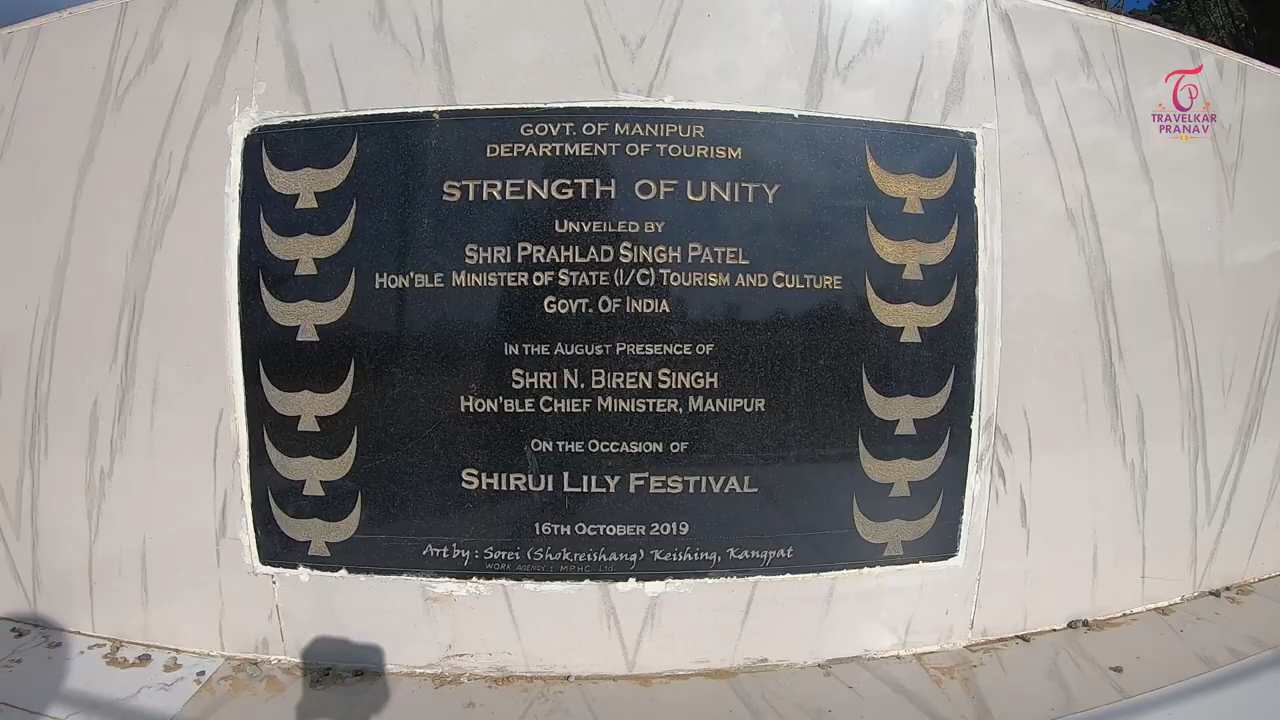 GOVT. OF MANIPUR
DEPARTMENT OF TOURISM
STRENGTH OF UNITY
UNVEILED BY
SHRI PRAHLAD SINGH PATEL
HON'BLE MINISTER OF STATE (I/C) TOURISM AND CULTURE
GOVT. OF INDIA
IN THE AUGUST PRESENCE OF
SHRI N. BIREN SINGH
HON'BLE CHIEF MINISTER, MANIPUR
ON THE OCCASION OF
SHIRUI LILY FESTIVAL
16TH OCTOBER 2019
Art by : Sorei (Shokreishang) Keishing, Kangpat
WORK AGENCY : MPHC Ltd.
TRAVELKAR
PRANAV